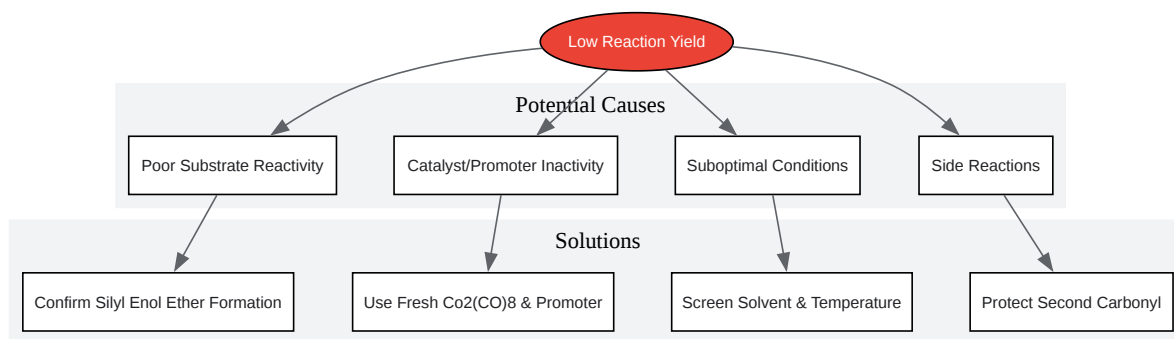 Low Reaction Yield
Potential Causes
Poor Substrate Reactivity
Catalyst/Promoter Inactivity
Suboptimal Conditions
Side Reactions
Solutions
Confirm Silyl Enol Ether Formation
Use Fresh Co2(CO)8 & Promoter
Screen Solvent & Temperature
Protect Second Carbonyl